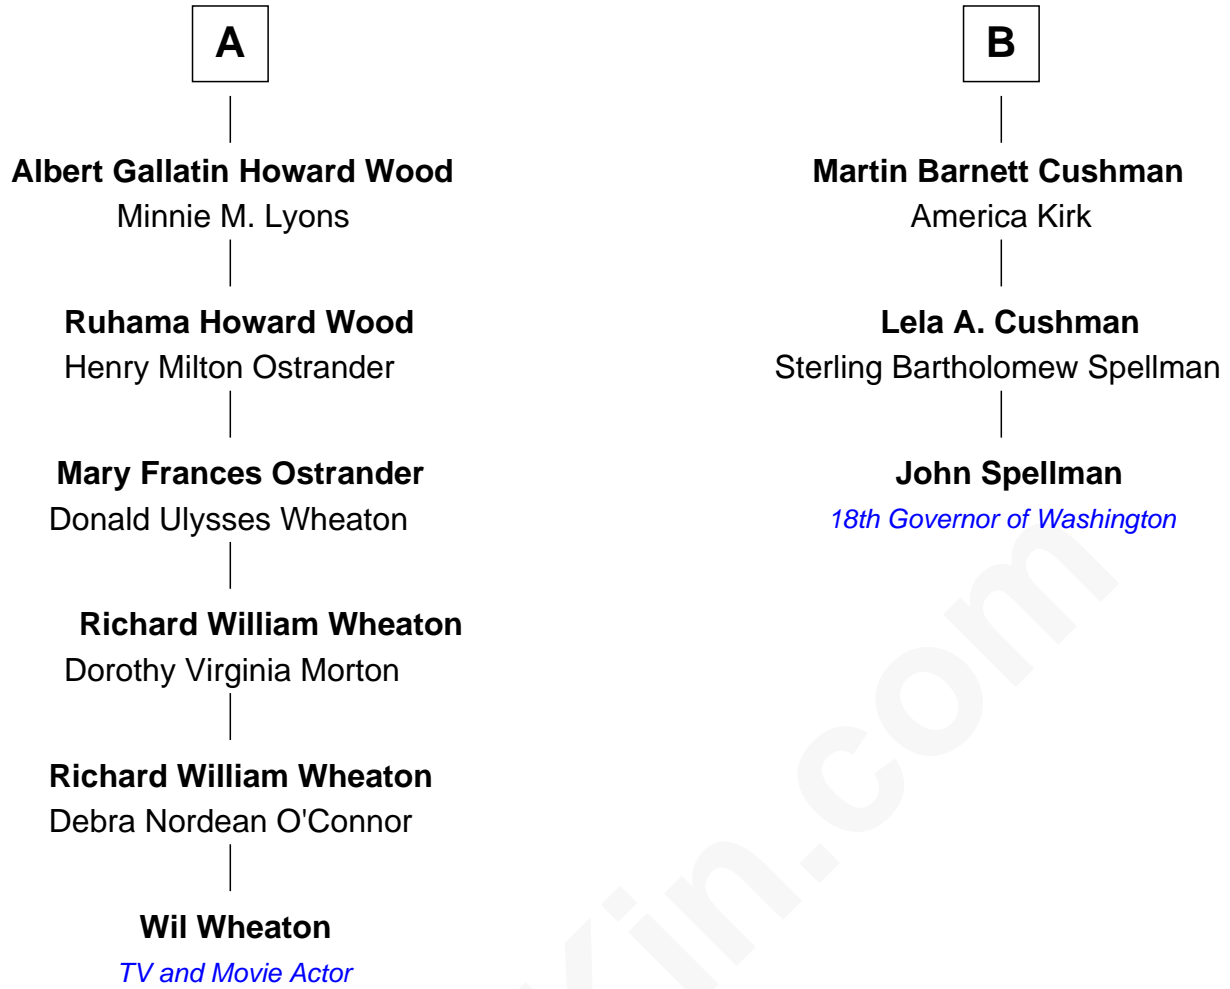 A
Albert Gallatin Howard Wood
Minnie M. Lyons
Ruhama Howard Wood
Henry Milton Ostrander
Mary Frances Ostrander
Donald Ulysses Wheaton
Richard William Wheaton
Dorothy Virginia Morton
Richard William Wheaton
Debra Nordean O'Connor
Wil Wheaton
TV and Movie Actor
B
Martin Barnett Cushman
America Kirk
Lela A. Cushman
Sterling Bartholomew Spellman
John Spellman
18th Governor of Washington
Kin.com